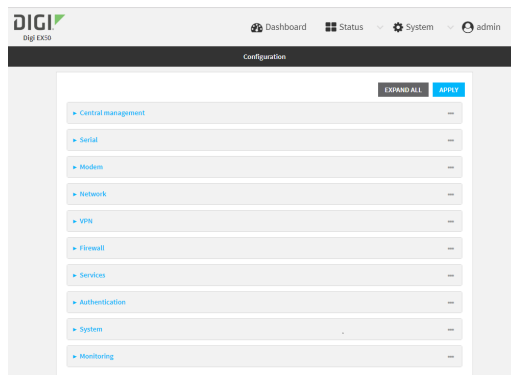 DIGI
Digi EX50
Dashboard Status System admin
Configuration
EXPAND ALL APPLY
Central management
Serial
Modem
Network
VPN
Firewall
Services
Authentication
System
Monitoring